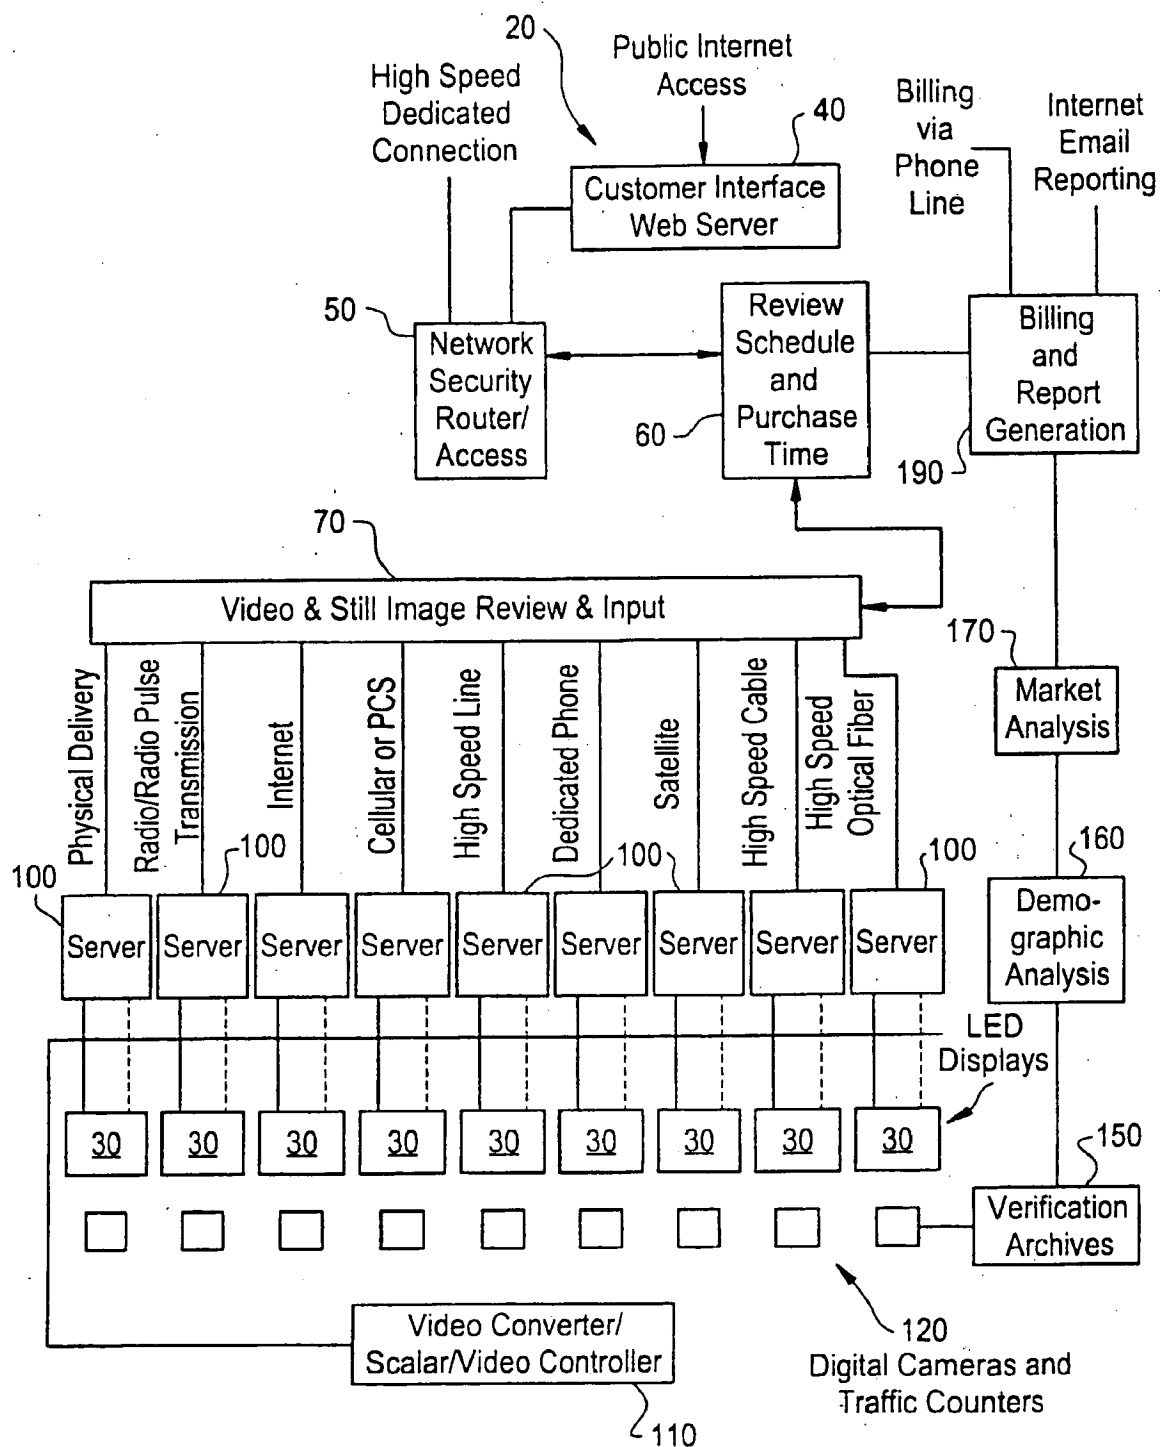 20
Public Internet
Access
High Speed
Dedicated
Connection
40
Billing
via
Phone
Line
Internet
Email
Reporting
Customer Interface
Web Server
50
Network
Security
Router/
Access
Review
Schedule
and
Purchase
Time
60
Billing
and
Report
Generation
190
70
Video & Still Image Review & Input
170
Market
Analysis
Physical Delivery
Radio/Radio Pulse
Transmission
Internet
Cellular or PCS
High Speed Line
Dedicated Phone
Satellite
High Speed Cable
High Speed
Optical Fiber
160
Demo-
graphic
Analysis
100
100
100
100
Server
Server
Server
Server
Server
Server
Server
Server
Server
LED
Displays
30
30
30
30
30
30
30
30
30
150
Verification
Archives
Video Converter/
Scalar/Video Controller
110
120
Digital Cameras and
Traffic Counters